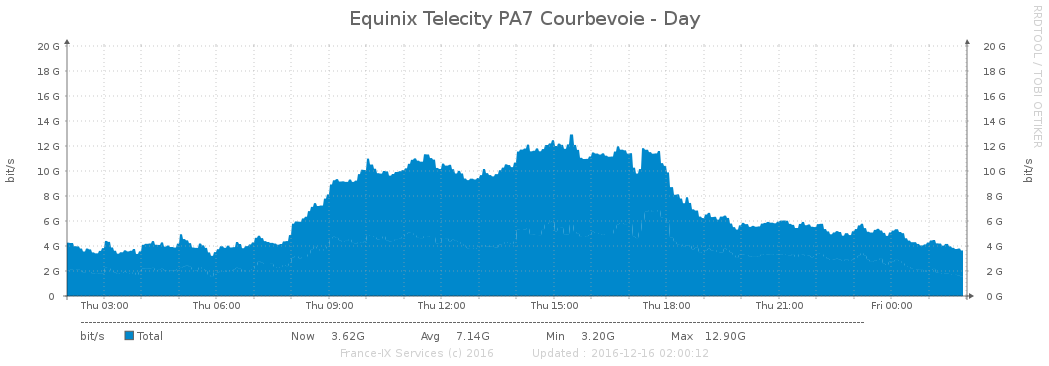 Equinix Telecity PA7 Courbevoie - Day
RRDTOOL / TOBI OETIKER
bit/s
20 G 20 G
18 G 18 G
16 G 16 G
14 G 14 G
12 G 12 G
10 G 10 G
8 G 8 G
6 G 6 G
4 G 4 G
2 G 2 G
0 0 G
bit/s
Thu 03:00 Thu 06:00 Thu 09:00 Thu 12:00 Thu 15:00 Thu 18:00 Thu 21:00 Fri 00:00
bit/s Total Now 3.62G Avg 7.14G Min 3.20G Max 12.90G
France-IX Services (c) 2016 Updated : 2016-12-16 02:00:12